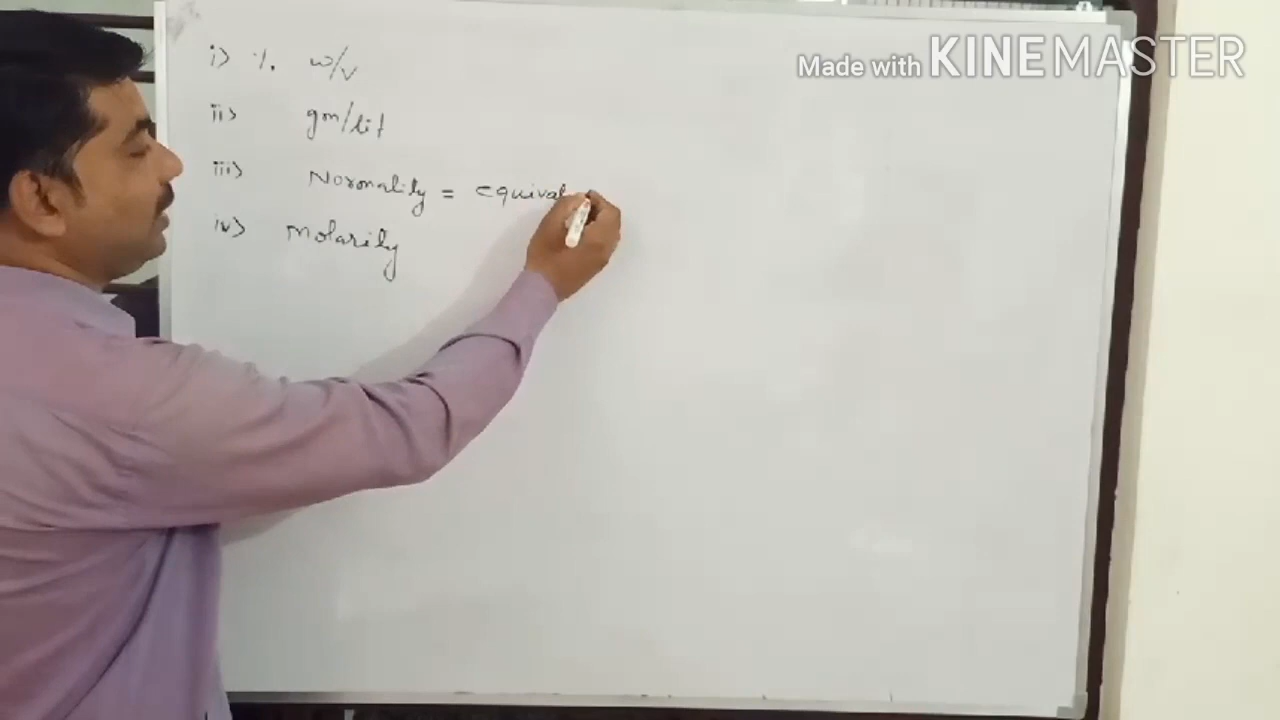 Made with KINEMASTER
i> %. w/v
ii> gm/lit
iii> Normality = equival
iv> Molarity